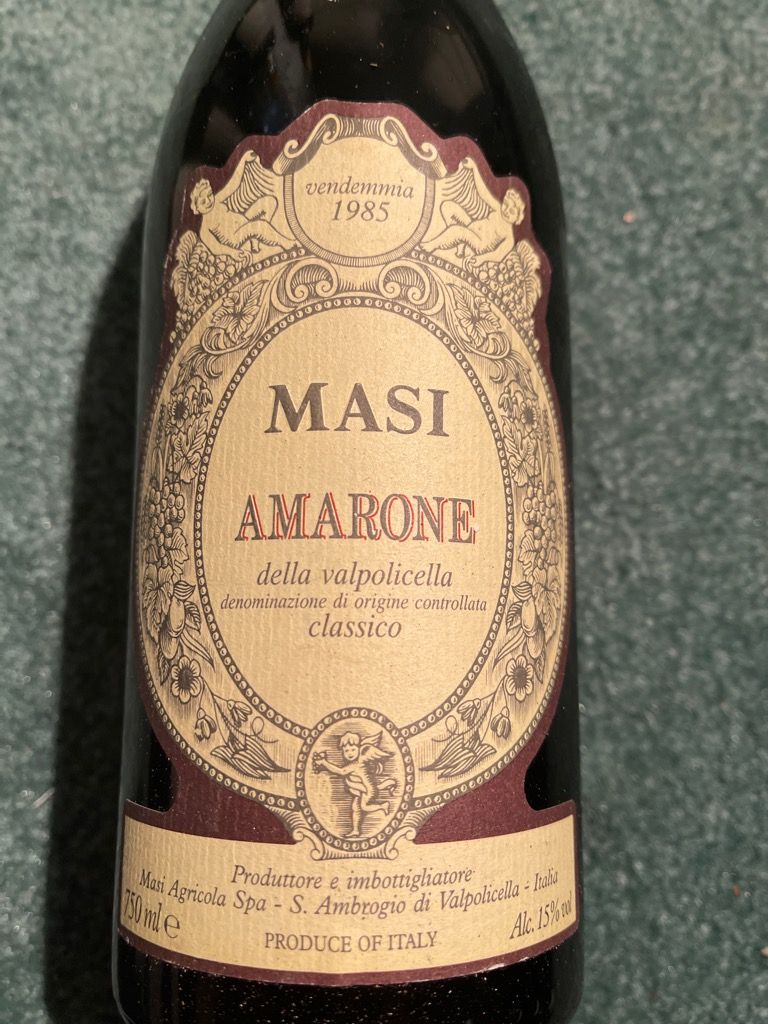 vendemmia
1985
MASI
AMARONE
della valpolicella
denominazione di origine controllata
classico
Produttore e imbottigliatore
Masi Agricola Spa - S. Ambrogio di Valpolicella - Italia
750 ml e
Alc. 15% vol
PRODUCE OF ITALY